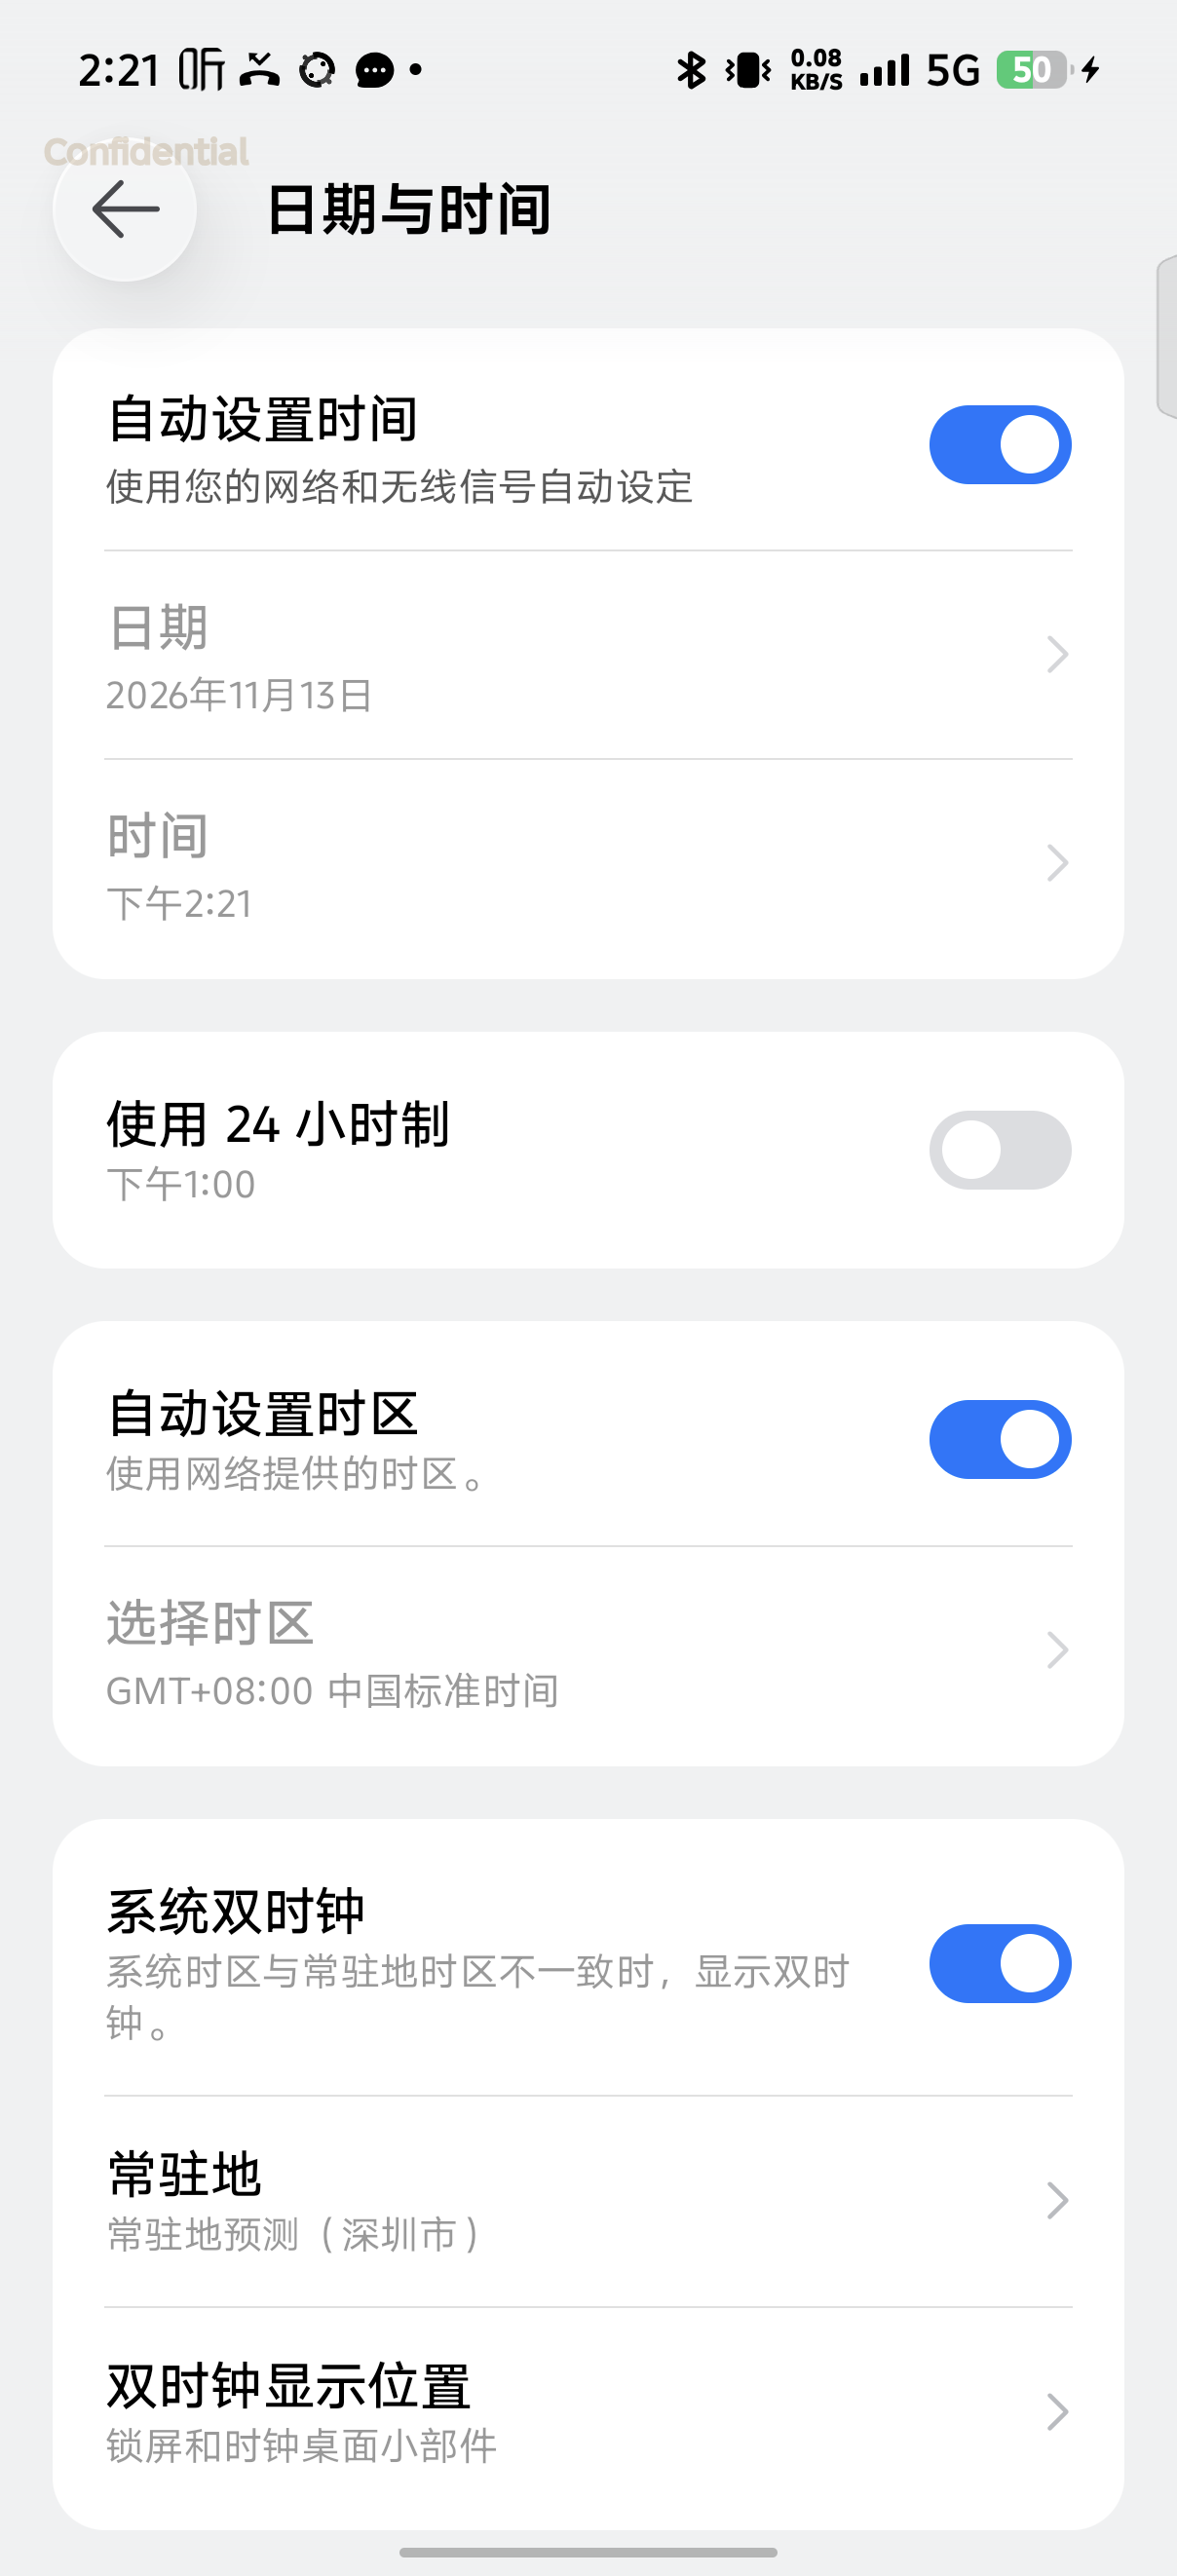 2:21 听 0.08 KB/S 5G 50
Confidential
日期与时间
自动设置时间
使用您的网络和无线信号自动设定
日期
2026年11月13日
时间
下午2:21
使用 24 小时制
下午1:00
自动设置时区
使用网络提供的时区。
选择时区
GMT+08:00 中国标准时间
系统双时钟
系统时区与常驻地时区不一致时，显示双时
钟。
常驻地
常驻地预测（深圳市）
双时钟显示位置
锁屏和时钟桌面小部件